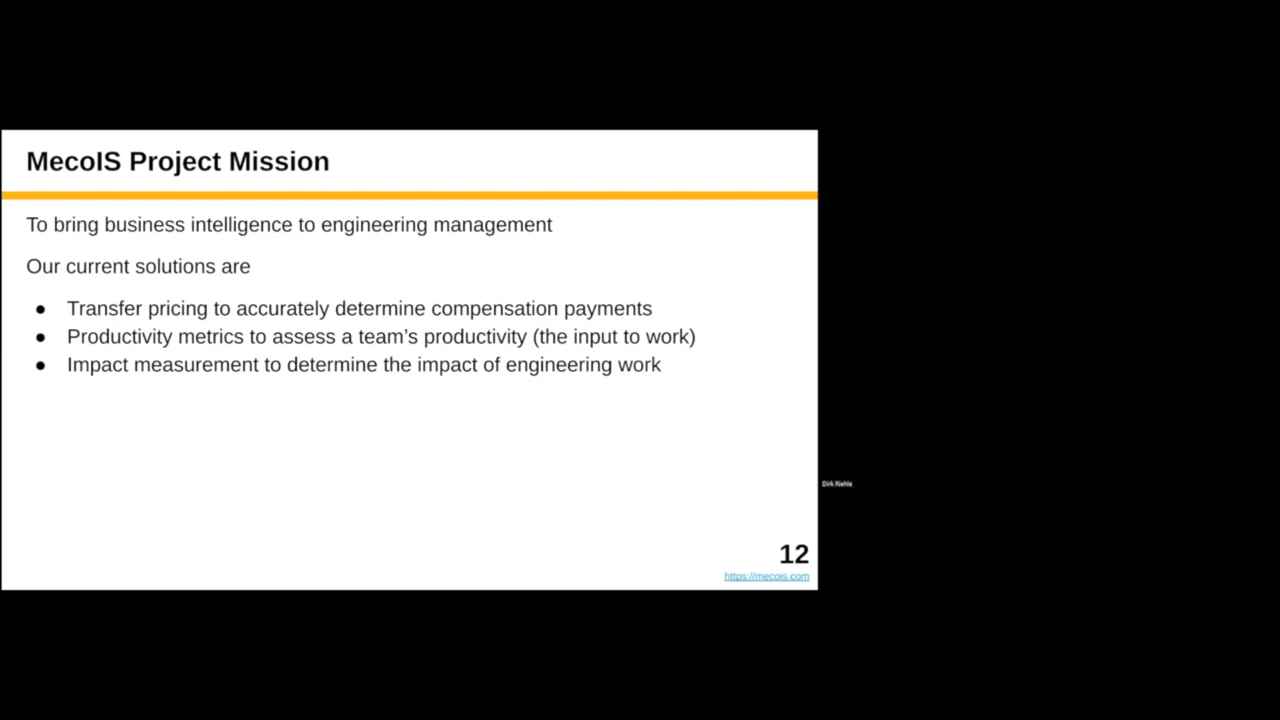 MecoIS Project Mission
To bring business intelligence to engineering management
Our current solutions are
● Transfer pricing to accurately determine compensation payments
● Productivity metrics to assess a team’s productivity (the input to work)
● Impact measurement to determine the impact of engineering work
Dirk Riehle
12
https://mecois.com